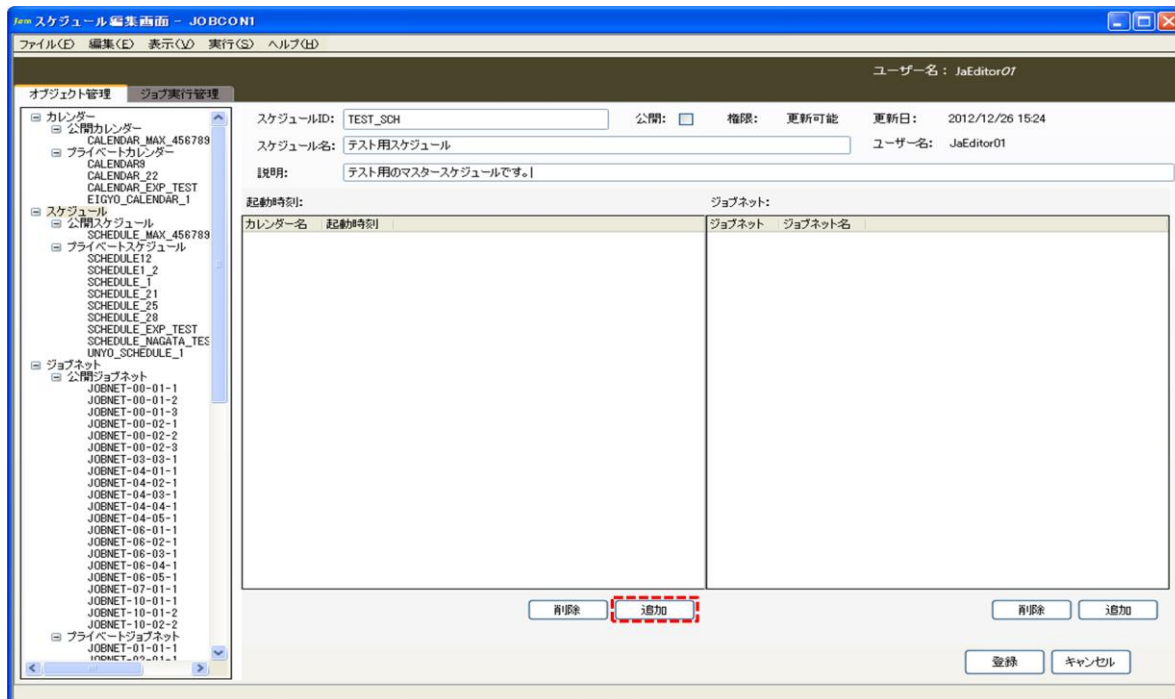 Jam スケジュール編集画面 - JOBCON1
ファイル(F) 編集(E) 表示(V) 実行(S) ヘルプ(H)
ユーザー名: JaEditor01
オブジェクト管理 ジョブ実行管理
カレンダー
公開カレンダー
CALENDAR_MAX_456789
プライベートカレンダー
CALENDAR9
CALENDAR_22
CALENDAR_EXP_TEST
EIGYO_CALENDAR_1
スケジュール
公開スケジュール
SCHEDULE_MAX_456789
プライベートスケジュール
SCHEDULE12
SCHEDULE1_2
SCHEDULE_1
SCHEDULE_21
SCHEDULE_25
SCHEDULE_28
SCHEDULE_EXP_TEST
SCHEDULE_NAGATA_TES
UNYO_SCHEDULE_1
ジョブネット
公開ジョブネット
JOBNET-00-01-1
JOBNET-00-01-2
JOBNET-00-01-3
JOBNET-00-02-1
JOBNET-00-02-2
JOBNET-00-02-3
JOBNET-03-03-1
JOBNET-04-01-1
JOBNET-04-02-1
JOBNET-04-03-1
JOBNET-04-04-1
JOBNET-04-05-1
JOBNET-06-01-1
JOBNET-06-02-1
JOBNET-06-03-1
JOBNET-06-04-1
JOBNET-06-05-1
JOBNET-07-01-1
JOBNET-10-01-1
JOBNET-10-01-2
JOBNET-10-02-2
プライベートジョブネット
JOBNET-01-01-1
JOBNET-02-01-1
スケジュールID: TEST_SCH 公開: 権限: 更新可能 更新日: 2012/12/26 15:24
スケジュール名: テスト用スケジュール ユーザー名: JaEditor01
説明: テスト用のマスタースケジュールです。
起動時刻: ジョブネット:
カレンダー名 起動時刻 ジョブネット ジョブネット名
削除 追加 削除 追加
登録 キャンセル